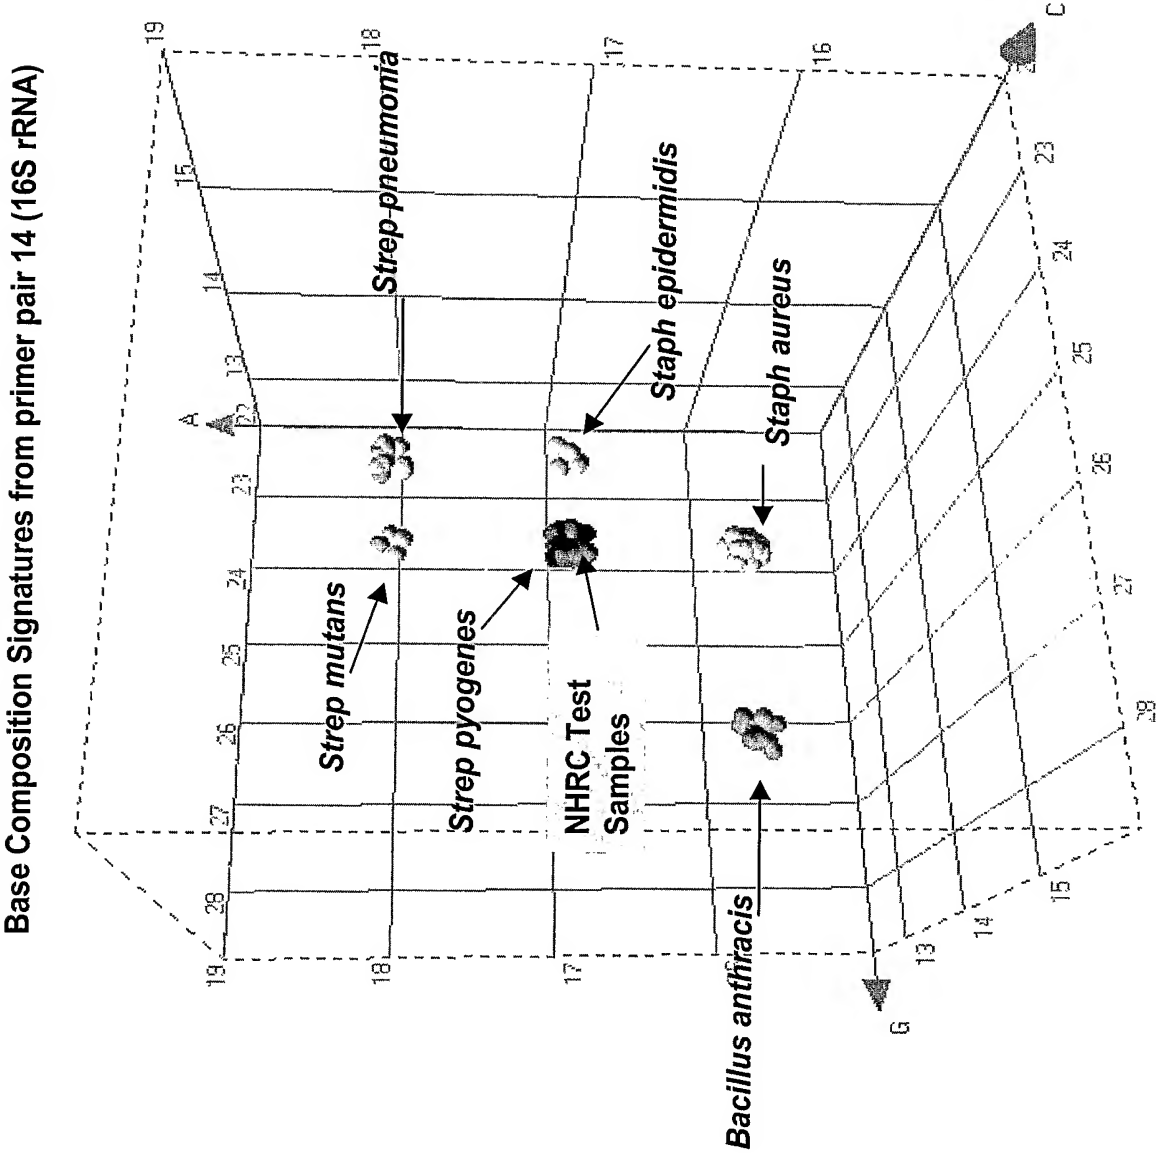 Base Composition Signatures from primer pair 14 (16S rRNA)
19
18
17
16
C
15
14
13
22
A
23
24
25
26
27
28
19
18
17
Strep-pneumonia
Staph epidermidis
Staph aureus
Strep mutans
Strep pyogenes
NHRC Test
Samples
Bacillus anthracis
G
13
14
15
23
24
25
26
27
28